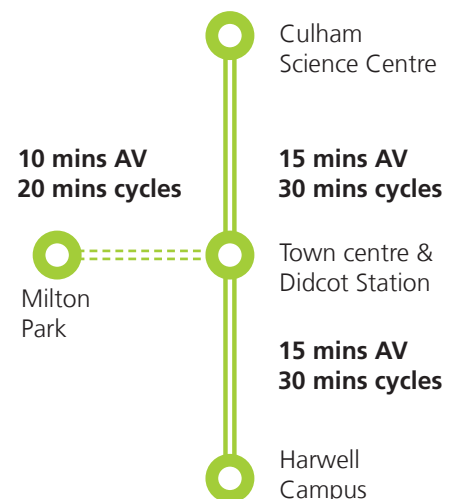 Culham
Science Centre
10 mins AV
20 mins cycles
15 mins AV
30 mins cycles
Town centre &
Didcot Station
Milton
Park
15 mins AV
30 mins cycles
Harwell
Campus